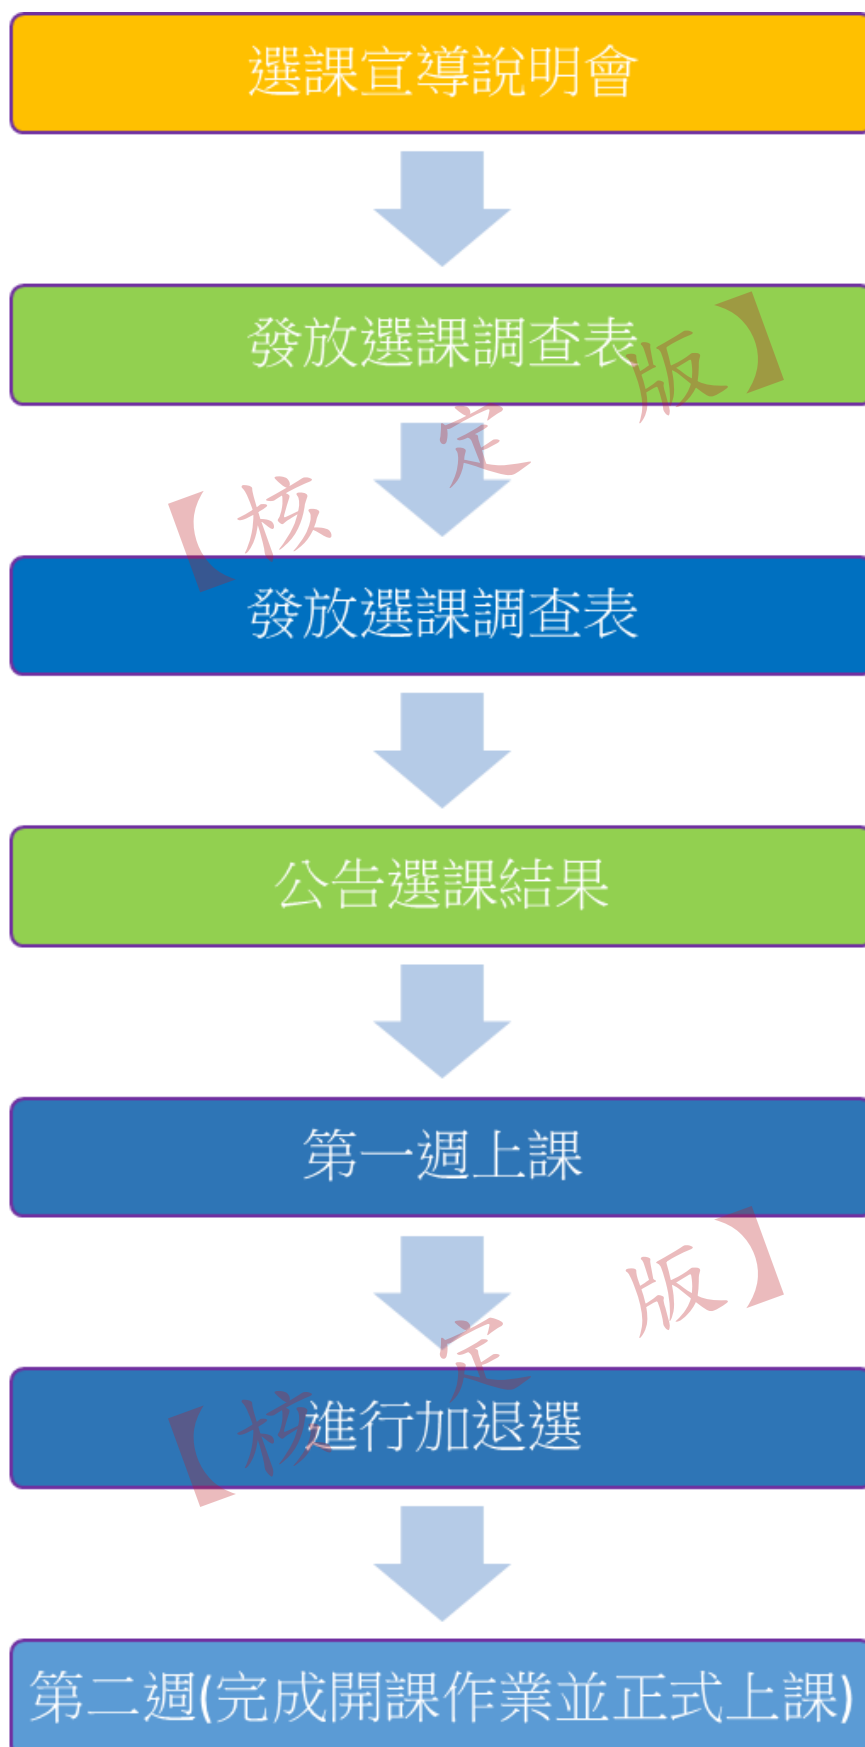 選課宣導說明會
發放選課調查表
【核定版】
發放選課調查表
公告選課結果
第一週上課
【核定版】
進行加退選
第二週(完成開課作業並正式上課)